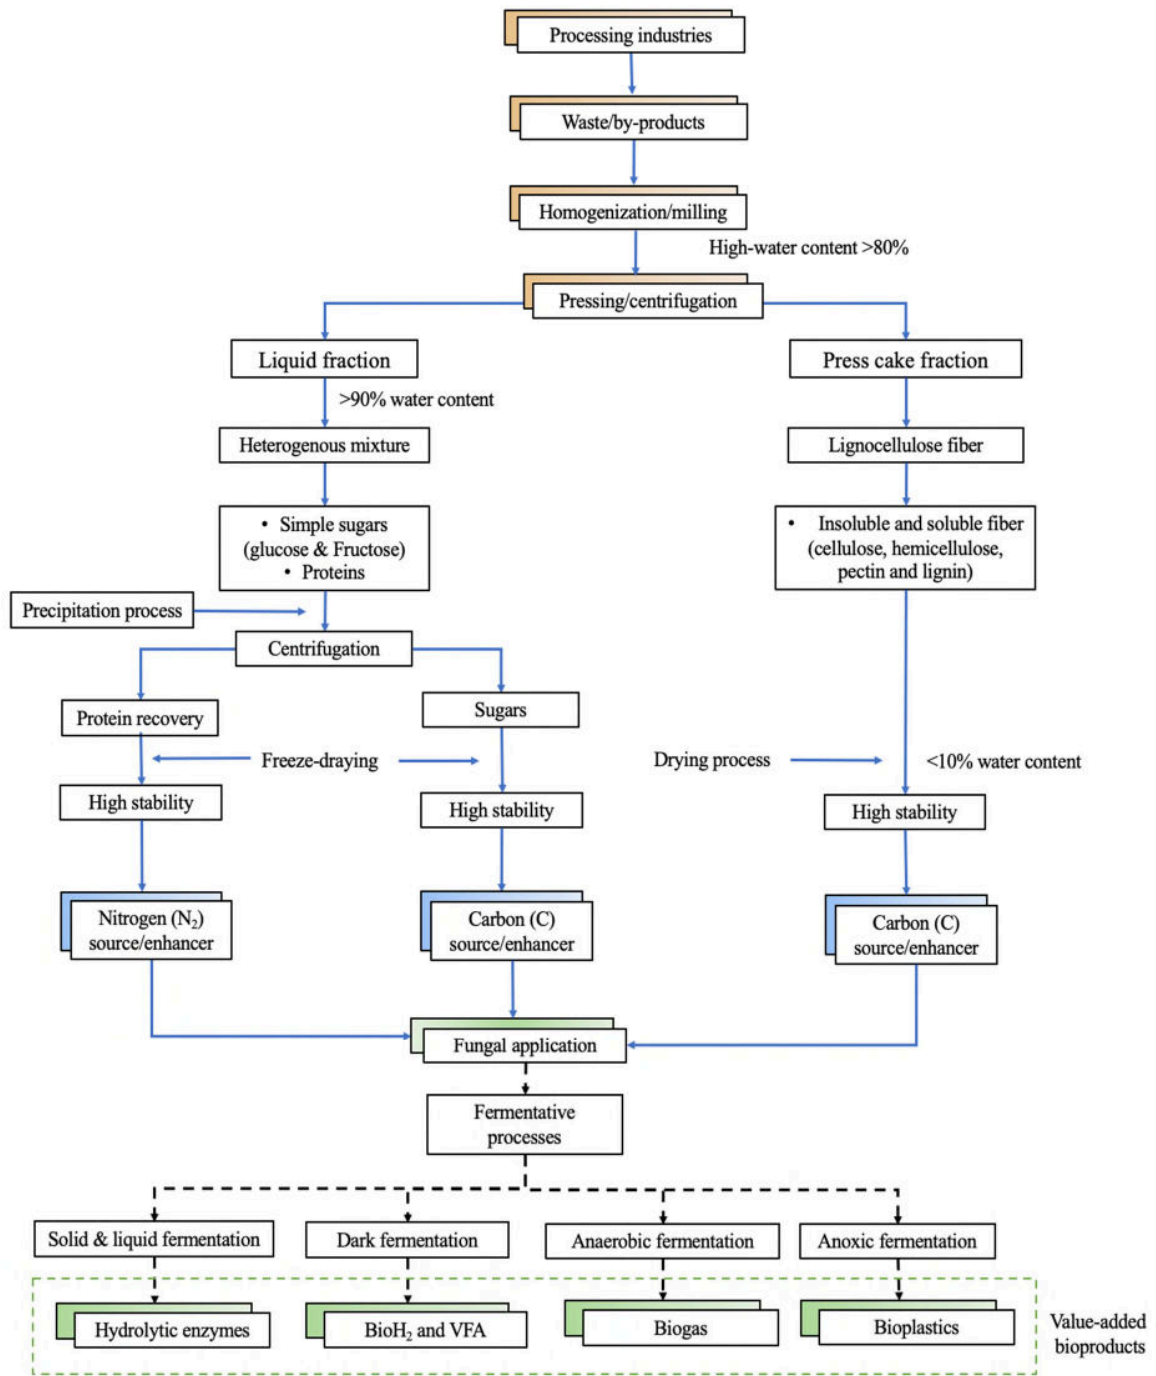 Processing industries
Waste/by-products
Homogenization/milling
High-water content >80%
Pressing/centrifugation
Liquid fraction
Press cake fraction
>90% water content
Heterogenous mixture
Lignocellulose fiber
• Simple sugars
(glucose & Fructose)
• Proteins
• Insoluble and soluble fiber
(cellulose, hemicellulose,
pectin and lignin)
Precipitation process
Centrifugation
Protein recovery
Sugars
Freeze-draying
Drying process
<10% water content
High stability
High stability
High stability
Nitrogen (N₂)
source/enhancer
Carbon (C)
source/enhancer
Carbon (C)
source/enhancer
Fungal application
Fermentative
processes
Solid & liquid fermentation
Dark fermentation
Anaerobic fermentation
Anoxic fermentation
Hydrolytic enzymes
BioH₂ and VFA
Biogas
Bioplastics
Value-added
bioproducts